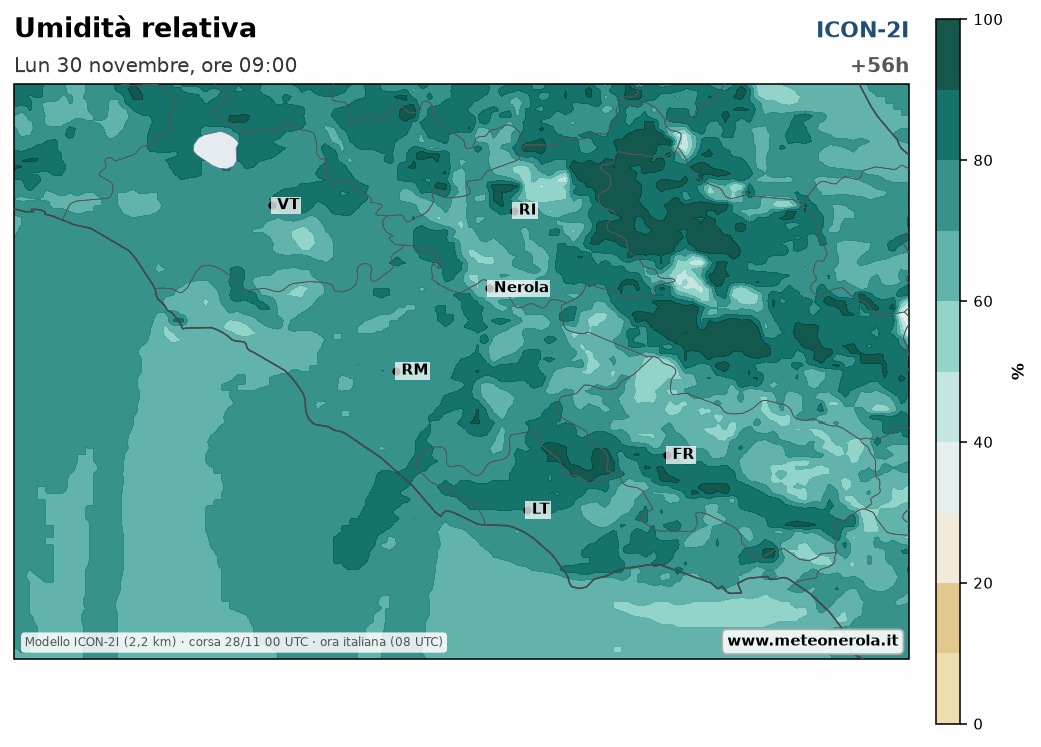 Umidità relativa
ICON-2I
Lun 30 novembre, ore 09:00
+56h
100
80
60
40
20
0
%
VT
RI
Nerola
RM
FR
LT
Modello ICON-2I (2,2 km) · corsa 28/11 00 UTC · ora italiana (08 UTC)
www.meteonerola.it